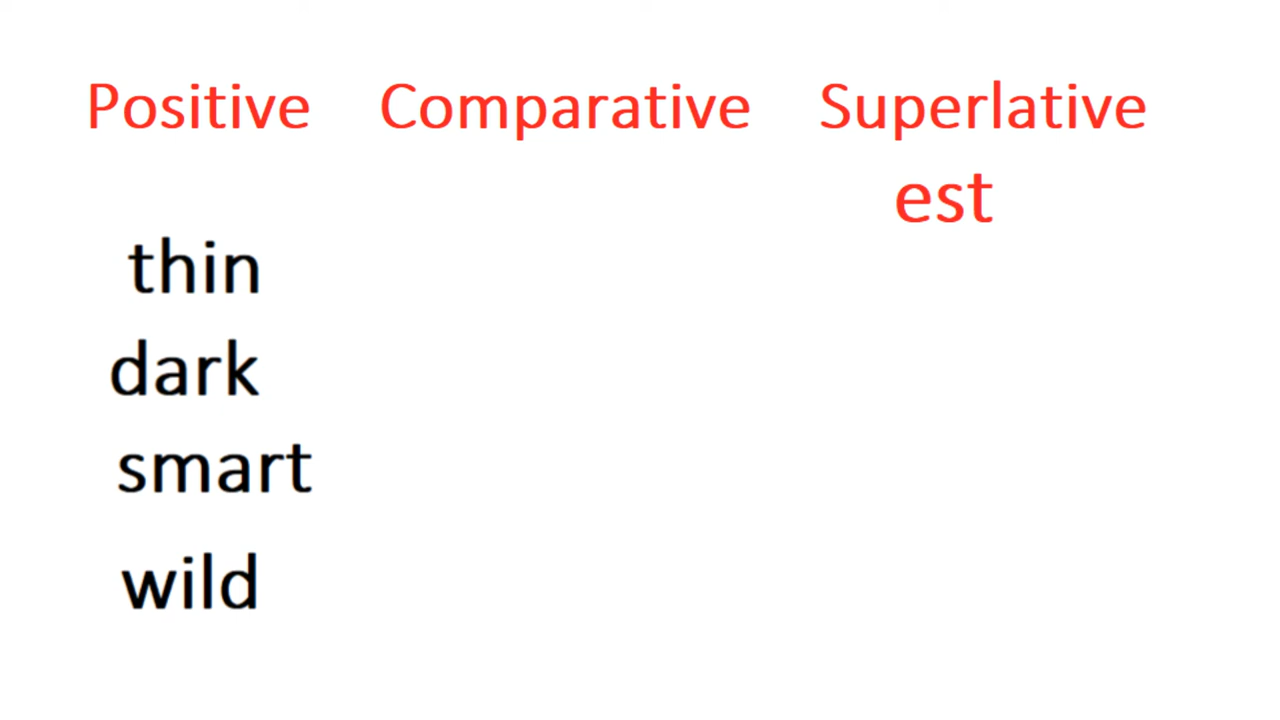 Positive Comparative Superlative
est
thin
dark
smart
wild